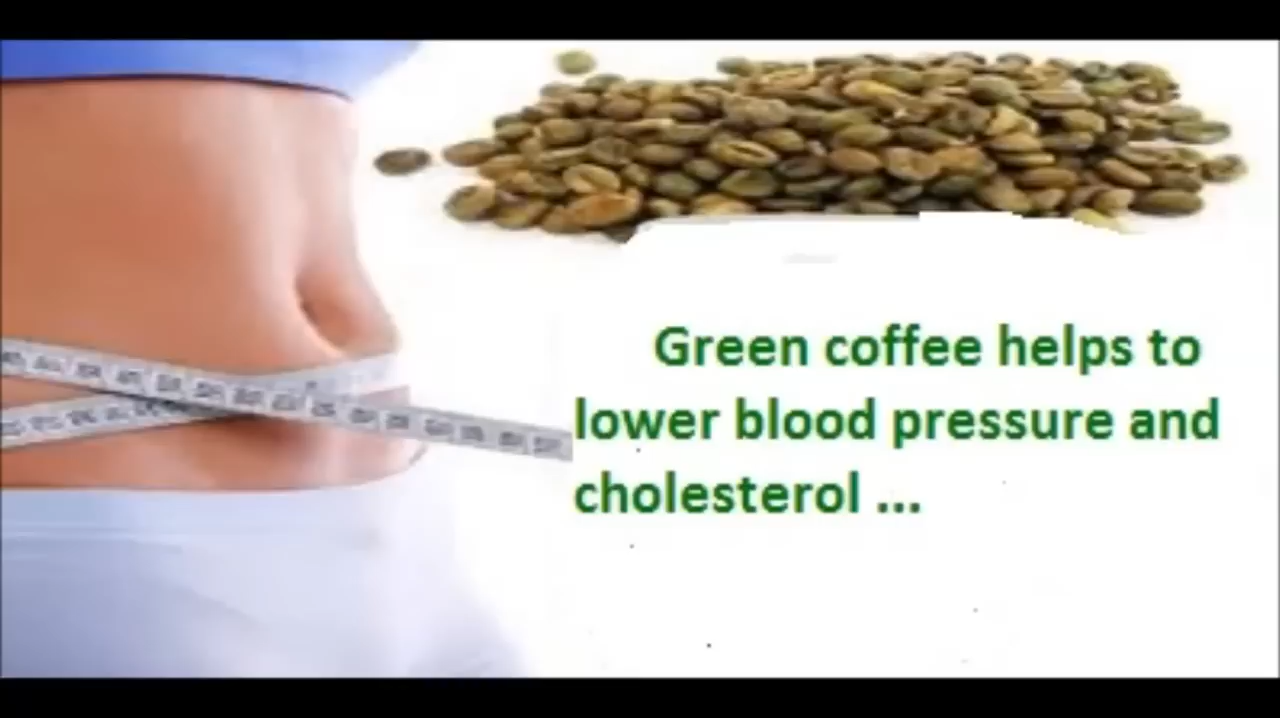 Green coffee helps to
lower blood pressure and
cholesterol ...